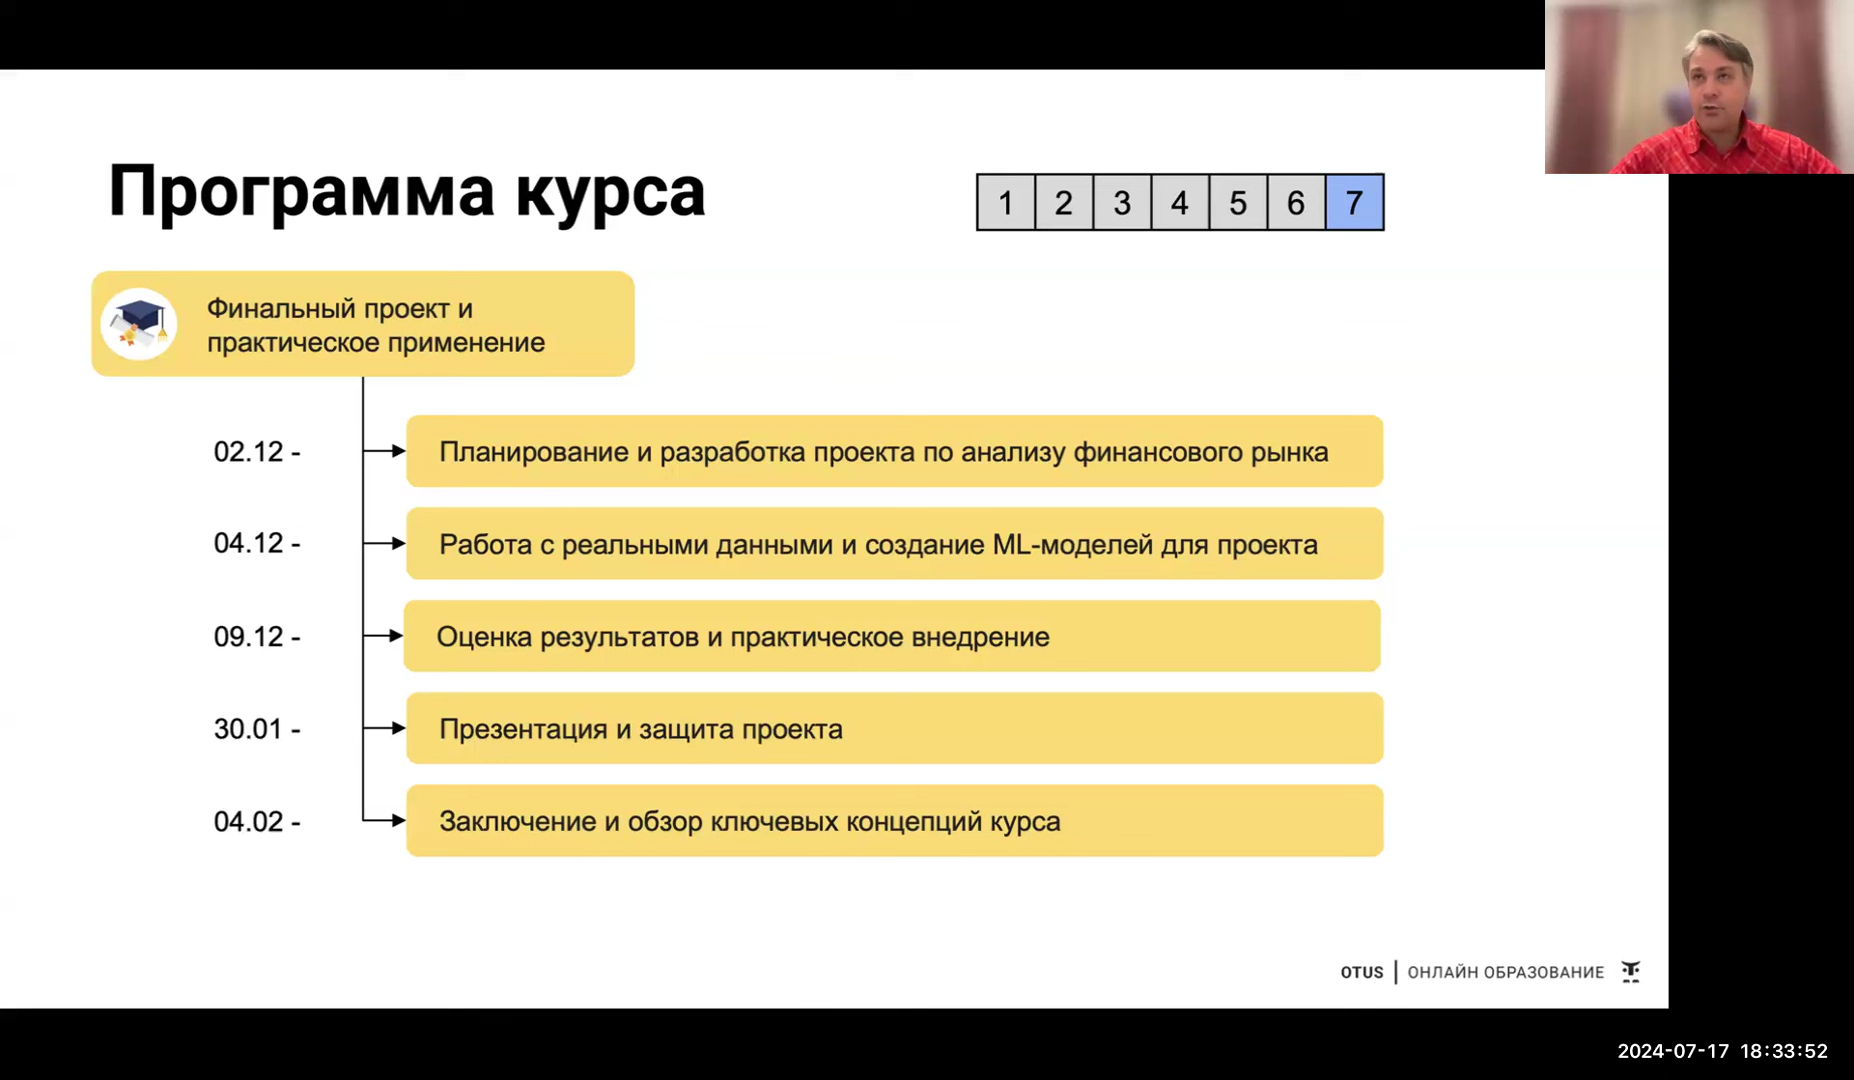 Программа курса
1 2 3 4 5 6 7
Финальный проект и
практическое применение
02.12 - Планирование и разработка проекта по анализу финансового рынка
04.12 - Работа с реальными данными и создание ML-моделей для проекта
09.12 - Оценка результатов и практическое внедрение
30.01 - Презентация и защита проекта
04.02 - Заключение и обзор ключевых концепций курса
OTUS | ОНЛАЙН ОБРАЗОВАНИЕ
2024-07-17 18:33:52